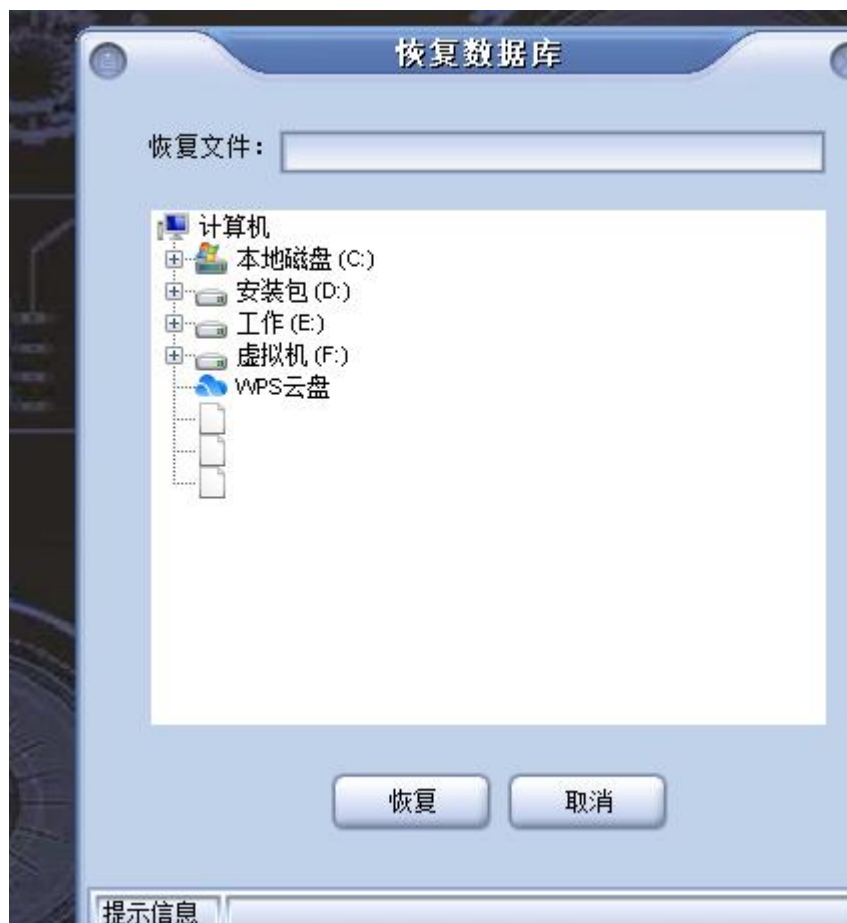 恢复数据库
恢复文件：
计算机
本地磁盘 (C:)
安装包 (D:)
工作 (E:)
虚拟机 (F:)
WPS云盘
恢复 取消
提示信息